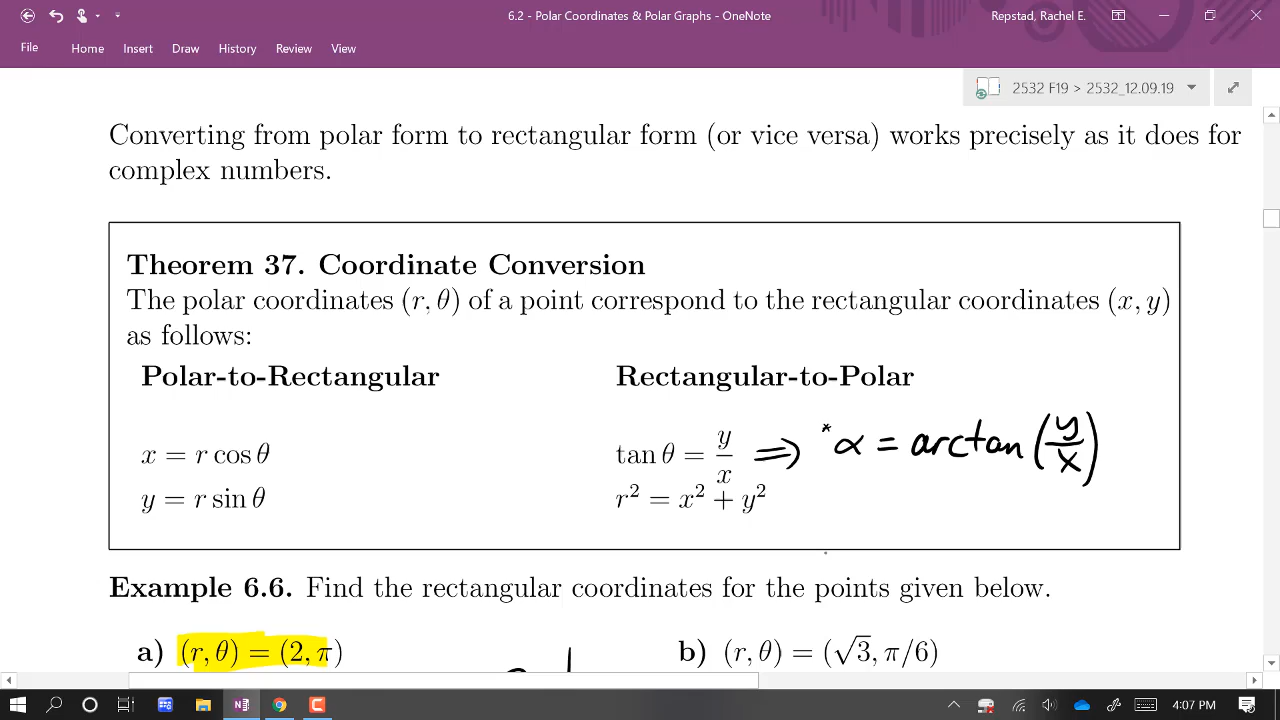 6.2 - Polar Coordinates & Polar Graphs - OneNote
Repstad, Rachel E.
File Home Insert Draw History Review View
2532 F19 > 2532_12.09.19
Converting from polar form to rectangular form (or vice versa) works precisely as it does for
complex numbers.
Theorem 37. Coordinate Conversion
The polar coordinates (r, θ) of a point correspond to the rectangular coordinates (x, y)
as follows:
Polar-to-Rectangular Rectangular-to-Polar
x = r cos θ tan θ = y/x ⟹ *α = arctan(y/x)
y = r sin θ r² = x² + y²
Example 6.6. Find the rectangular coordinates for the points given below.
a) (r, θ) = (2, π) b) (r, θ) = (√3, π/6)
4:07 PM